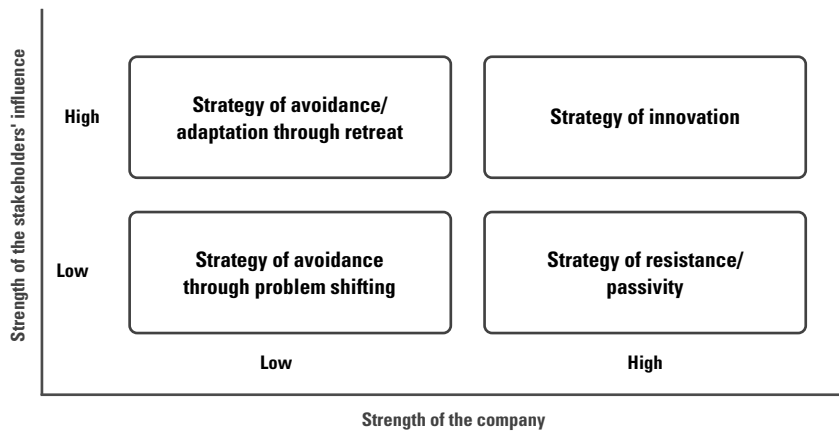 Strength of the stakeholders' influence
High
Strategy of avoidance/
adaptation through retreat
Strategy of innovation
Low
Strategy of avoidance
through problem shifting
Strategy of resistance/
passivity
Low
High
Strength of the company